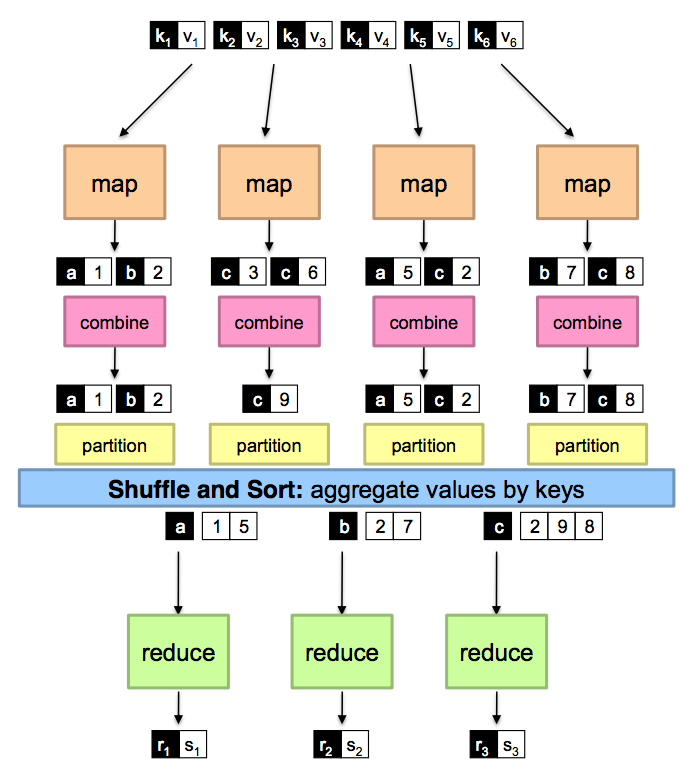 k₁ v₁ k₂ v₂ k₃ v₃ k₄ v₄ k₅ v₅ k₆ v₆
map map map map
a 1 b 2 c 3 c 6 a 5 c 2 b 7 c 8
combine combine combine combine
a 1 b 2 c 9 a 5 c 2 b 7 c 8
partition partition partition partition
Shuffle and Sort: aggregate values by keys
a 1 5 b 2 7 c 2 9 8
reduce reduce reduce
r₁ s₁ r₂ s₂ r₃ s₃